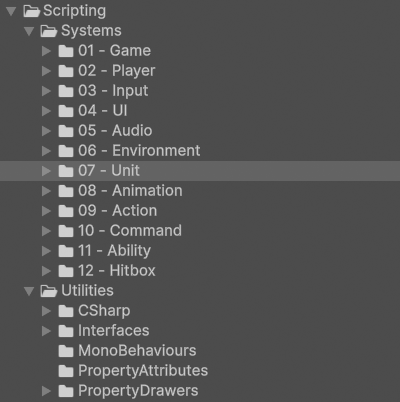 Scripting
Systems
01 - Game
02 - Player
03 - Input
04 - UI
05 - Audio
06 - Environment
07 - Unit
08 - Animation
09 - Action
10 - Command
11 - Ability
12 - Hitbox
Utilities
CSharp
Interfaces
MonoBehaviours
PropertyAttributes
PropertyDrawers